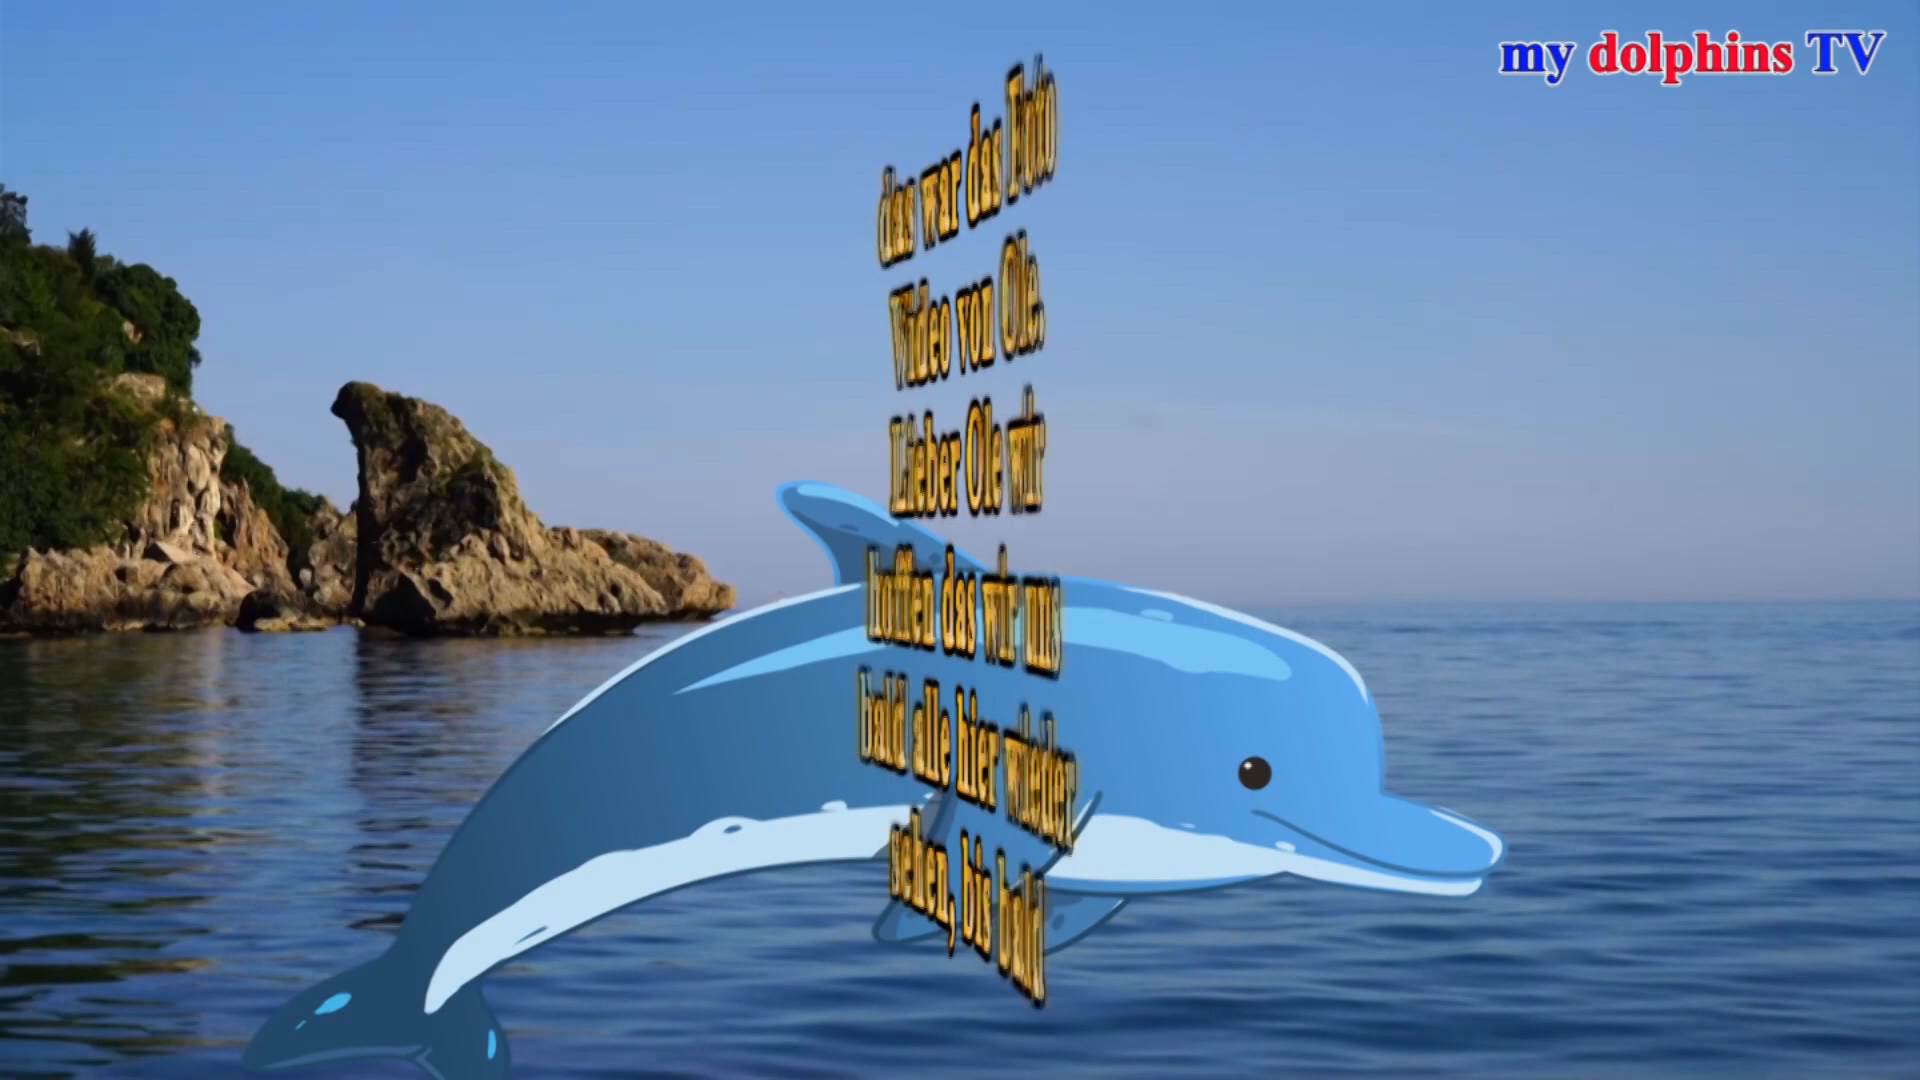 my dolphins TV
das war das Foto
Video von Ole.
Lieber Ole wir
hoffen das wir uns
bald alle hier wieder
sehen, bis bald